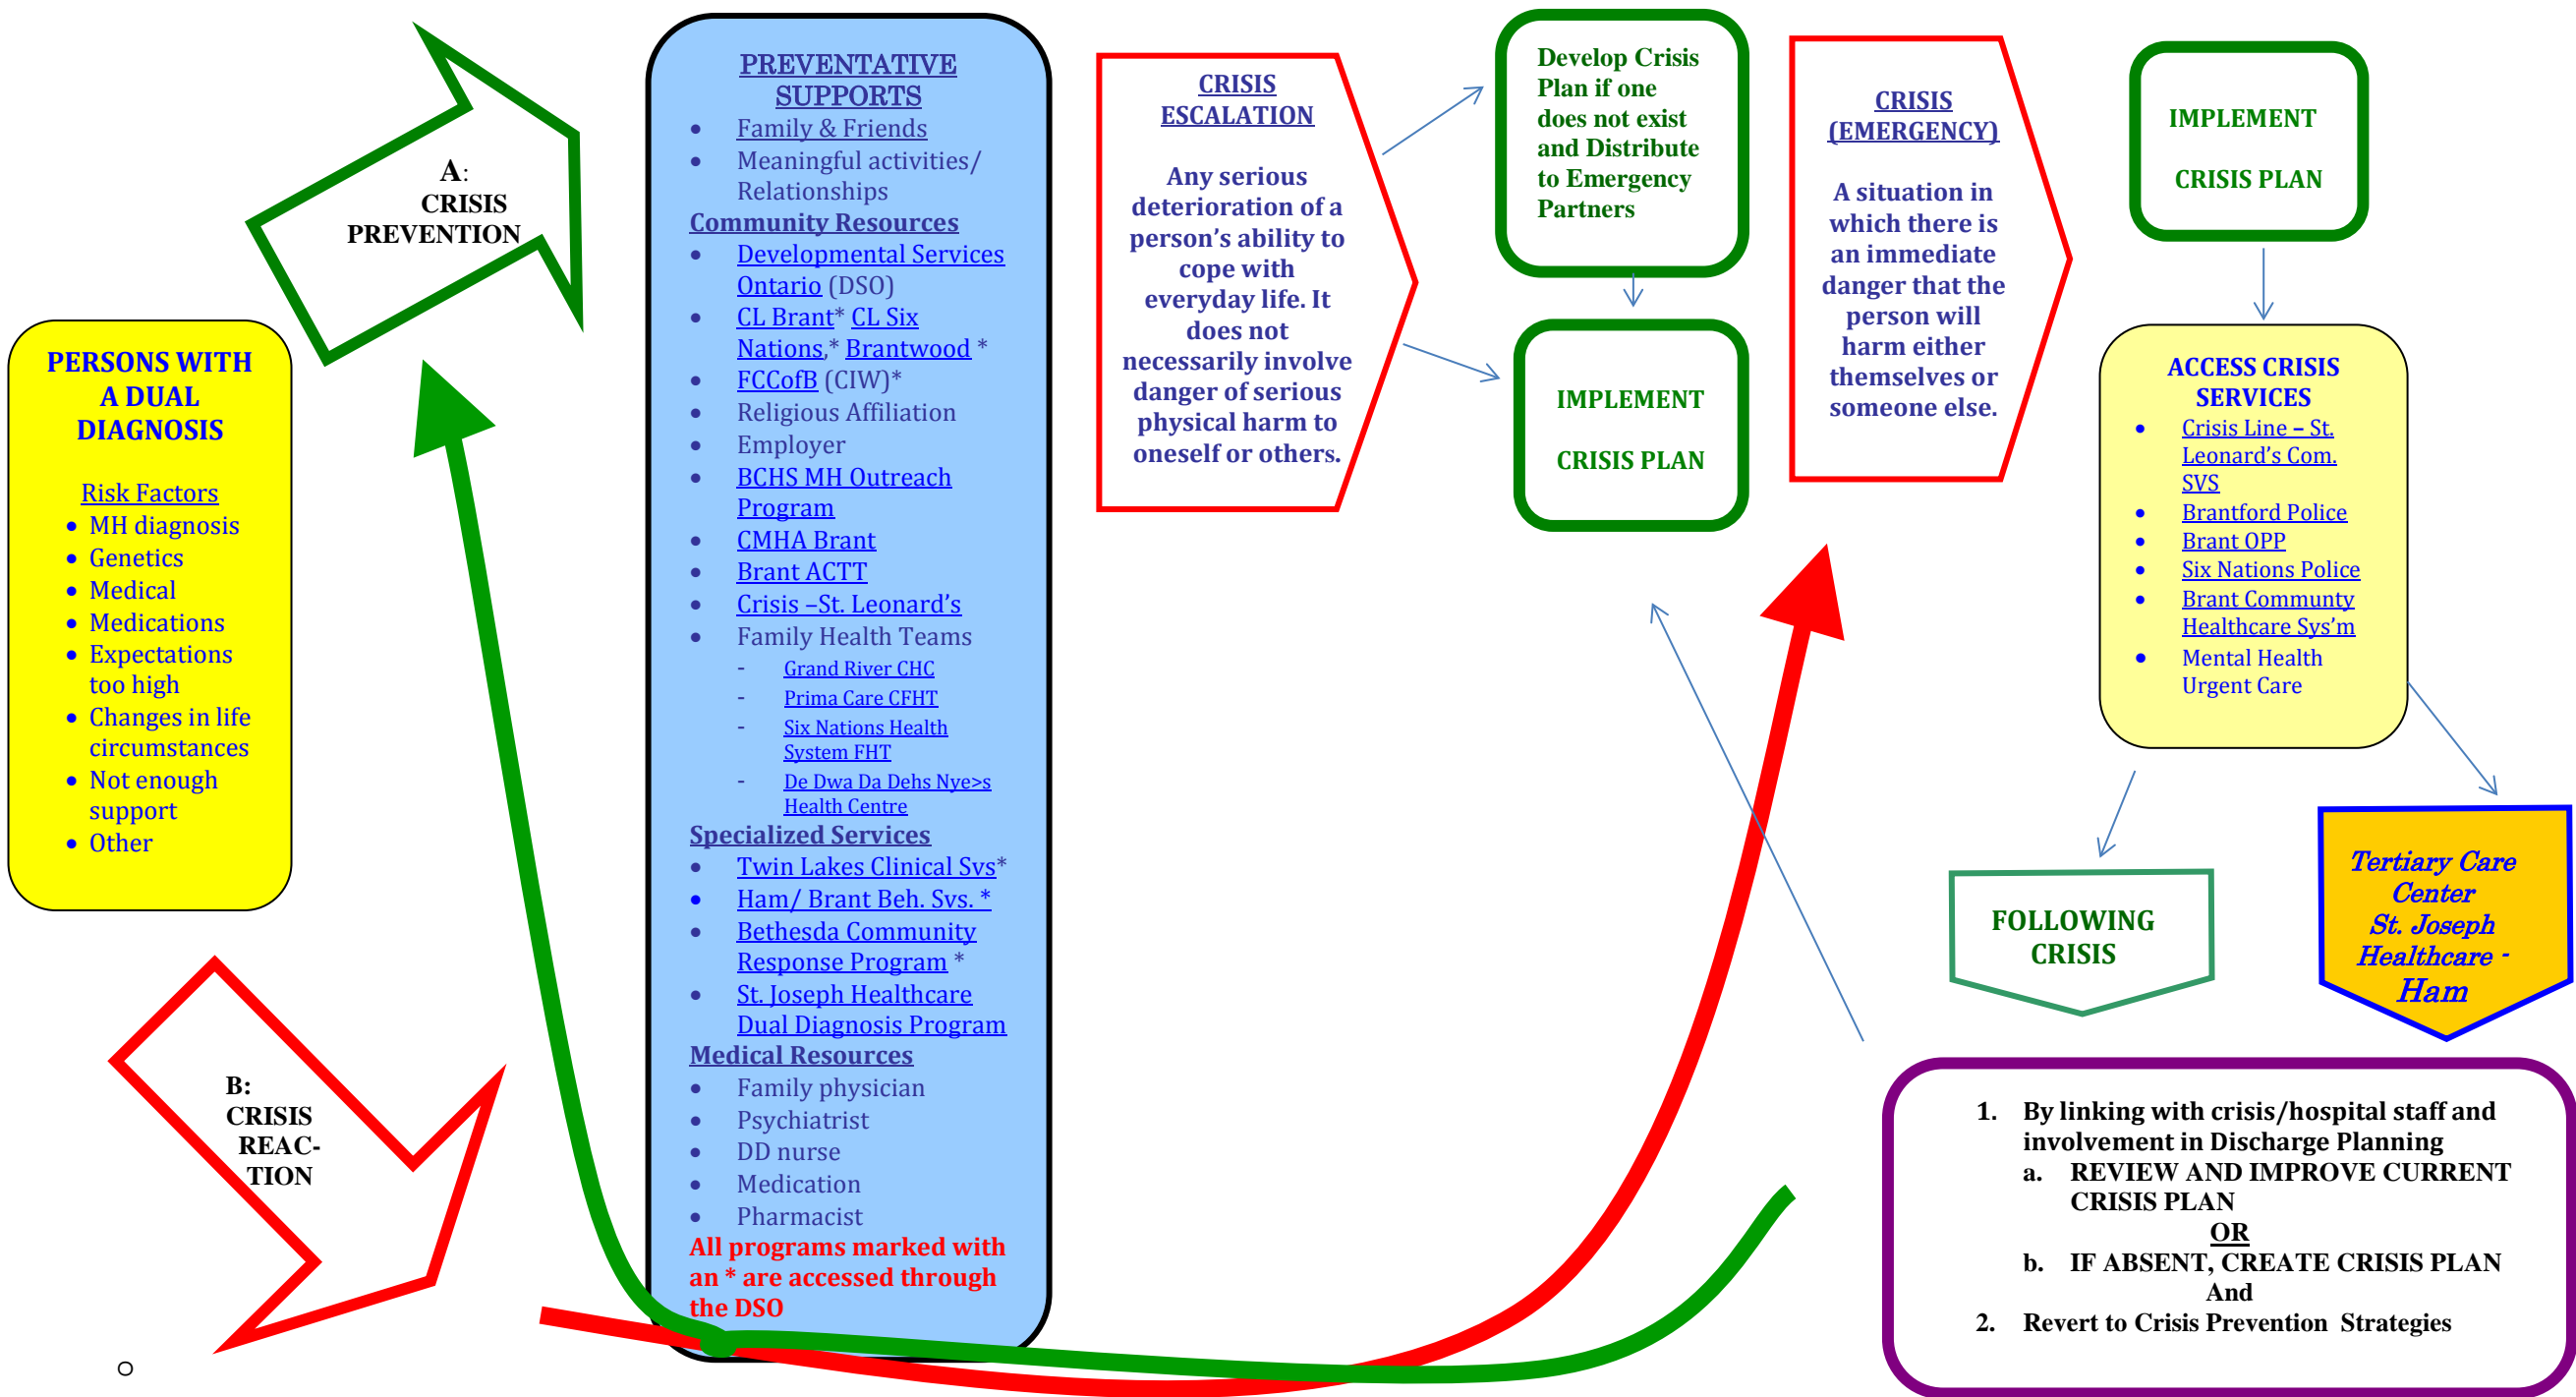 PERSONS WITH
A DUAL
DIAGNOSIS
Risk Factors
• MH diagnosis
• Genetics
• Medical
• Medications
• Expectations
too high
• Changes in life
circumstances
• Not enough
support
• Other
A:
CRISIS
PREVENTION
B:
CRISIS
REAC-
TION
PREVENTATIVE
SUPPORTS
• Family & Friends
• Meaningful activities/
Relationships
Community Resources
• Developmental Services
Ontario (DSO)
• CL Brant* CL Six
Nations,* Brantwood *
• FCCofB (CIW)*
• Religious Affiliation
• Employer
• BCHS MH Outreach
Program
• CMHA Brant
• Brant ACTT
• Crisis –St. Leonard's
• Family Health Teams
- Grand River CHC
- Prima Care CFHT
- Six Nations Health
System FHT
- De Dwa Da Dehs Nye>s
Health Centre
Specialized Services
• Twin Lakes Clinical Svs*
• Ham/ Brant Beh. Svs. *
• Bethesda Community
Response Program *
• St. Joseph Healthcare
Dual Diagnosis Program
Medical Resources
• Family physician
• Psychiatrist
• DD nurse
• Medication
• Pharmacist
All programs marked with
an * are accessed through
the DSO
CRISIS
ESCALATION
Any serious
deterioration of a
person's ability to
cope with
everyday life. It
does not
necessarily involve
danger of serious
physical harm to
oneself or others.
Develop Crisis
Plan if one
does not exist
and Distribute
to Emergency
Partners
IMPLEMENT
CRISIS PLAN
CRISIS
(EMERGENCY)
A situation in
which there is
an immediate
danger that the
person will
harm either
themselves or
someone else.
IMPLEMENT
CRISIS PLAN
ACCESS CRISIS
SERVICES
• Crisis Line – St.
Leonard's Com.
SVS
• Brantford Police
• Brant OPP
• Six Nations Police
• Brant Communty
Healthcare Sys'm
• Mental Health
Urgent Care
FOLLOWING
CRISIS
Tertiary Care
Center
St. Joseph
Healthcare -
Ham
1. By linking with crisis/hospital staff and
involvement in Discharge Planning
a. REVIEW AND IMPROVE CURRENT
CRISIS PLAN
OR
b. IF ABSENT, CREATE CRISIS PLAN
And
2. Revert to Crisis Prevention Strategies